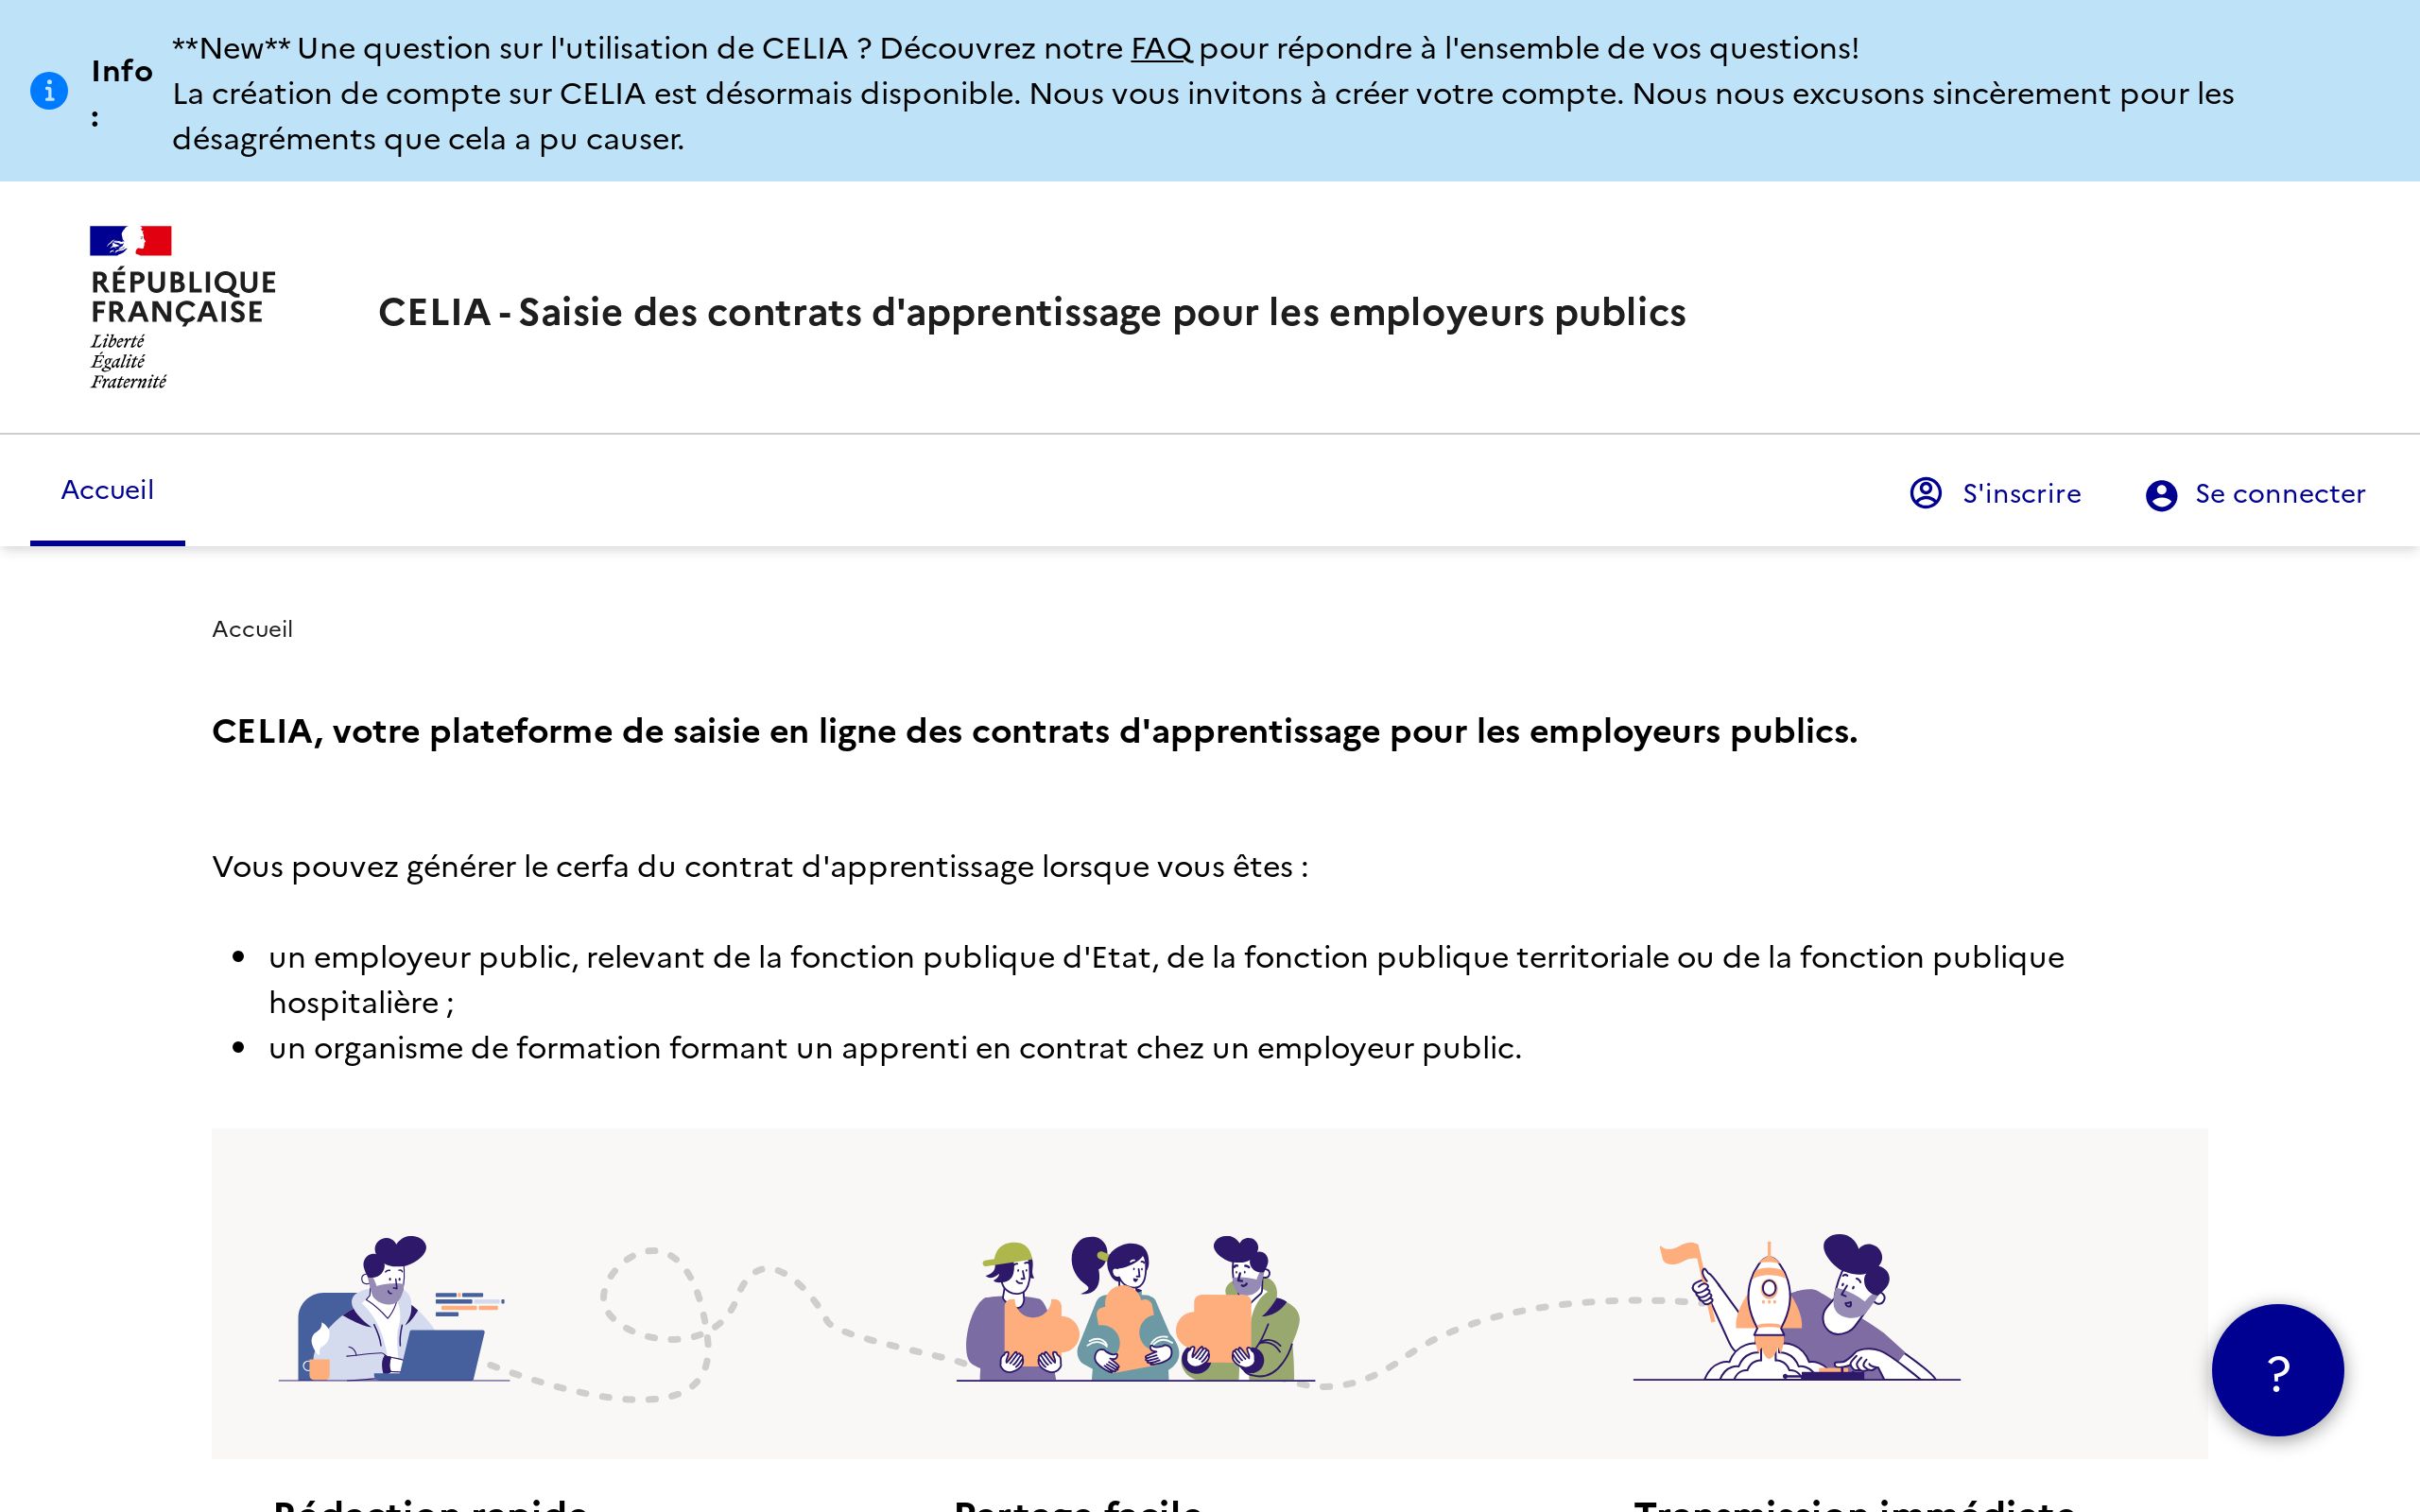 **New** Une question sur l'utilisation de CELIA ? Découvrez notre FAQ pour répondre à l'ensemble de vos questions!
Info :
La création de compte sur CELIA est désormais disponible. Nous vous invitons à créer votre compte. Nous nous excusons sincèrement pour les
désagréments que cela a pu causer.
RÉPUBLIQUE
FRANÇAISE
Liberté
Égalité
Fraternité
CELIA - Saisie des contrats d'apprentissage pour les employeurs publics
Accueil
S'inscrire
Se connecter
Accueil
CELIA, votre plateforme de saisie en ligne des contrats d'apprentissage pour les employeurs publics.
Vous pouvez générer le cerfa du contrat d'apprentissage lorsque vous êtes :
un employeur public, relevant de la fonction publique d'Etat, de la fonction publique territoriale ou de la fonction publique
hospitalière ;
un organisme de formation formant un apprenti en contrat chez un employeur public.
?
Rédaction rapide
Partage facile
Transmission immédiate